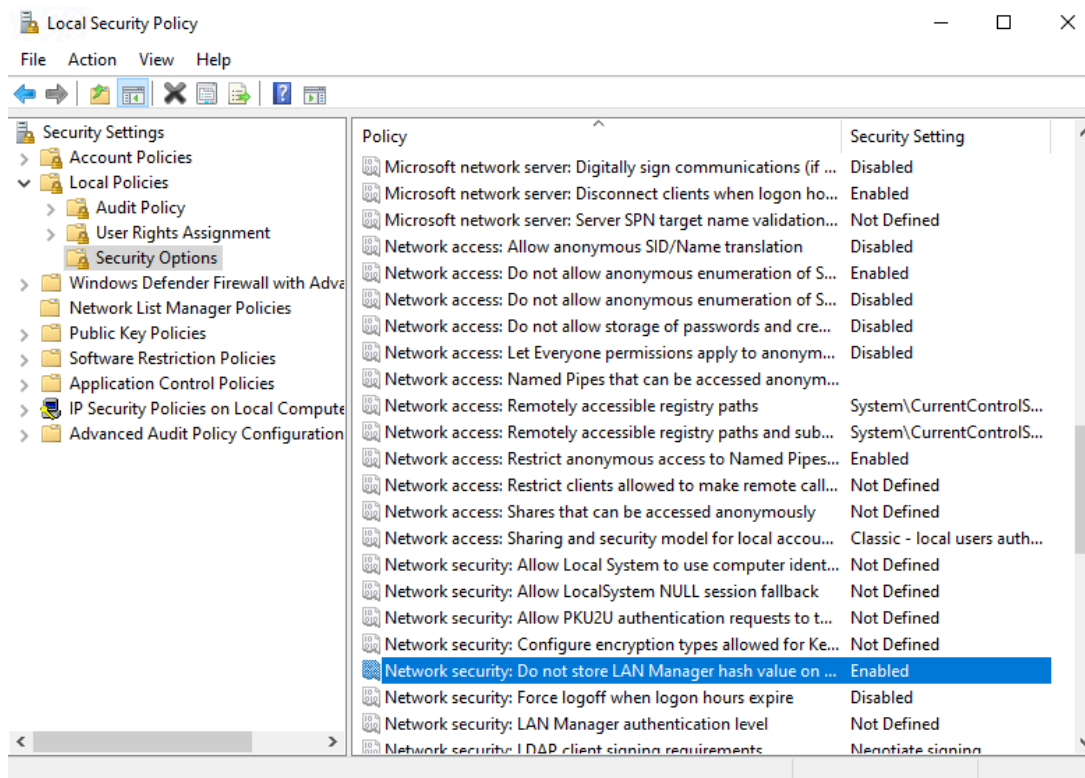 Local Security Policy
File Action View Help
Security Settings
Account Policies
Local Policies
Audit Policy
User Rights Assignment
Security Options
Windows Defender Firewall with Adva
Network List Manager Policies
Public Key Policies
Software Restriction Policies
Application Control Policies
IP Security Policies on Local Compute
Advanced Audit Policy Configuration
Policy Security Setting
Microsoft network server: Digitally sign communications (if ... Disabled
Microsoft network server: Disconnect clients when logon ho... Enabled
Microsoft network server: Server SPN target name validation... Not Defined
Network access: Allow anonymous SID/Name translation Disabled
Network access: Do not allow anonymous enumeration of S... Enabled
Network access: Do not allow anonymous enumeration of S... Disabled
Network access: Do not allow storage of passwords and cre... Disabled
Network access: Let Everyone permissions apply to anonym... Disabled
Network access: Named Pipes that can be accessed anonym...
Network access: Remotely accessible registry paths System\CurrentControlS...
Network access: Remotely accessible registry paths and sub... System\CurrentControlS...
Network access: Restrict anonymous access to Named Pipes... Enabled
Network access: Restrict clients allowed to make remote call... Not Defined
Network access: Shares that can be accessed anonymously Not Defined
Network access: Sharing and security model for local accou... Classic - local users auth...
Network security: Allow Local System to use computer ident... Not Defined
Network security: Allow LocalSystem NULL session fallback Not Defined
Network security: Allow PKU2U authentication requests to t... Not Defined
Network security: Configure encryption types allowed for Ke... Not Defined
Network security: Do not store LAN Manager hash value on ... Enabled
Network security: Force logoff when logon hours expire Disabled
Network security: LAN Manager authentication level Not Defined
Network security: LDAP client signing requirements Negotiate signing